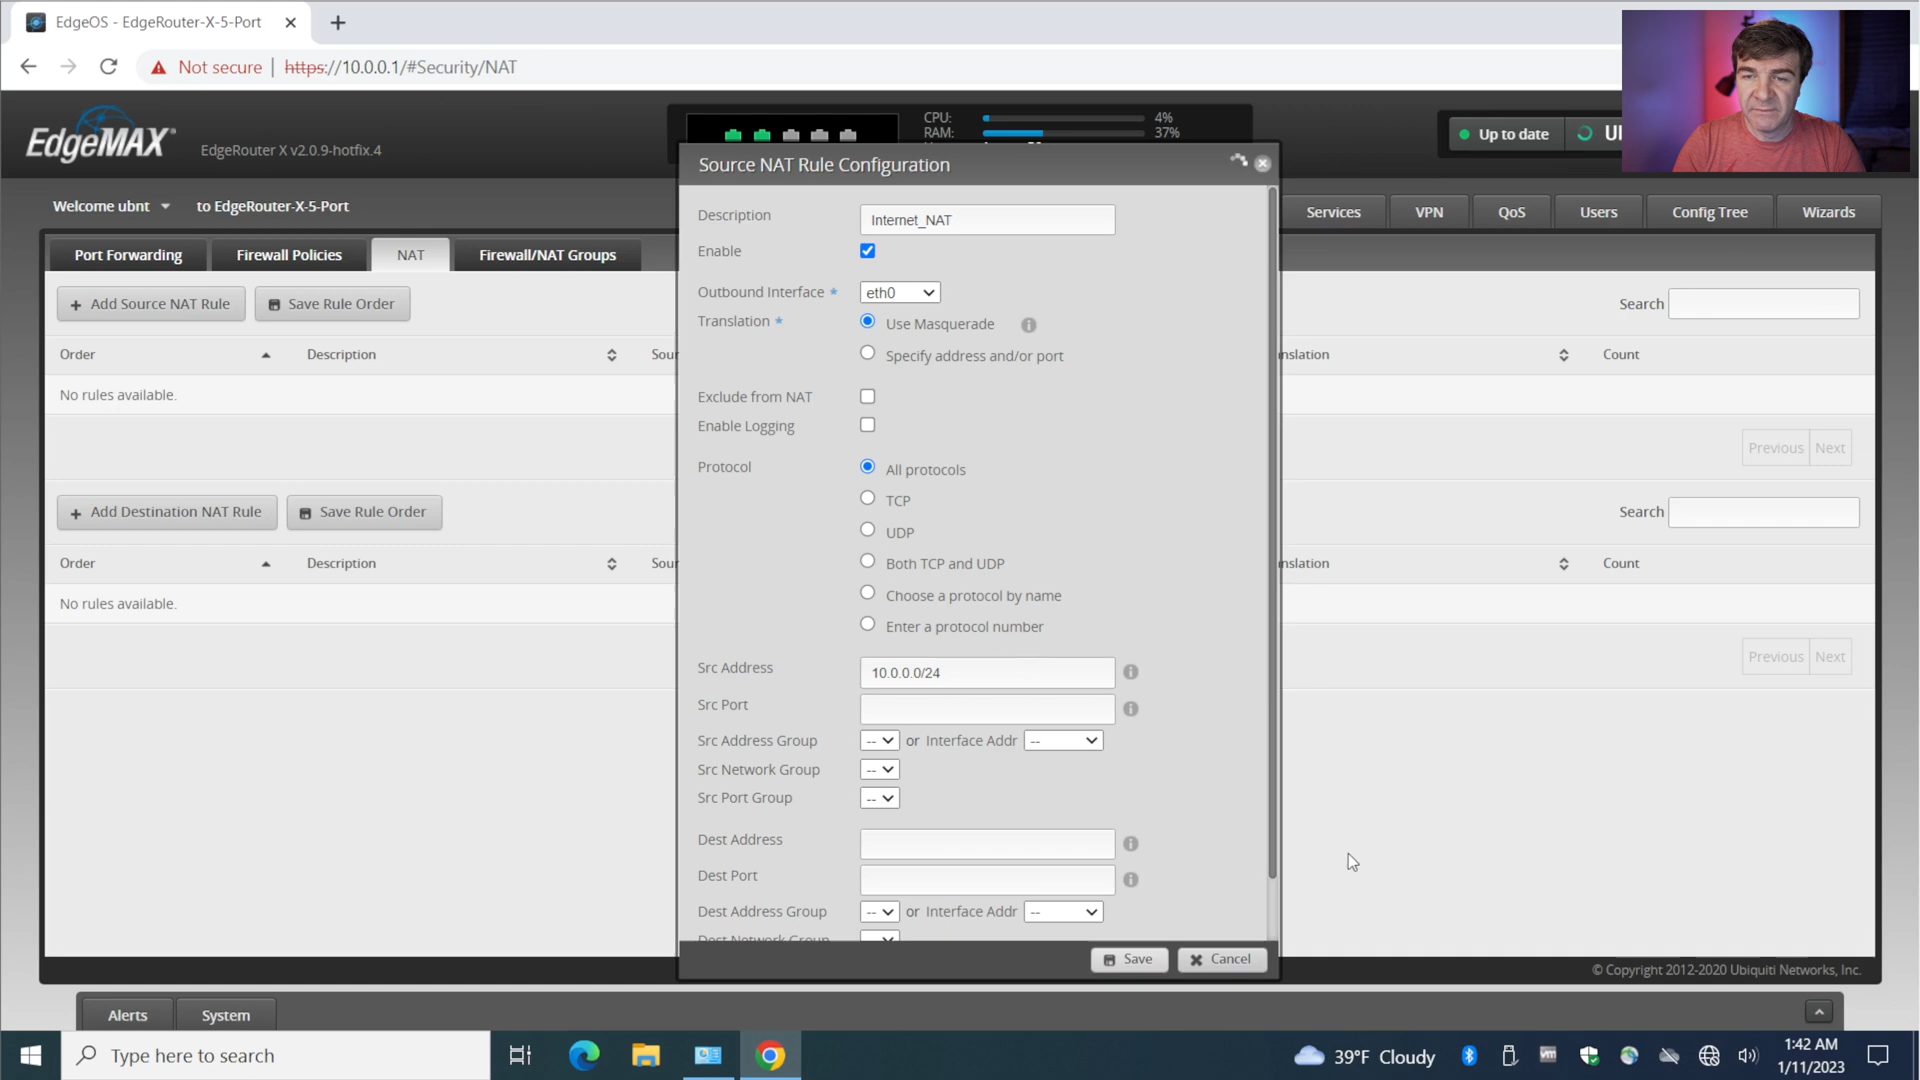 EdgeOS - EdgeRouter-X-5-Port
Not secure | https://10.0.0.1/#Security/NAT
EdgeMAX
EdgeRouter X v2.0.9-hotfix.4
CPU: 4%
RAM: 37%
Up to date
Welcome ubnt to EdgeRouter-X-5-Port
Services VPN QoS Users Config Tree Wizards
Port Forwarding Firewall Policies NAT Firewall/NAT Groups
+ Add Source NAT Rule Save Rule Order Search
Order Description Sour nslation Count
No rules available.
Previous Next
+ Add Destination NAT Rule Save Rule Order Search
Order Description Sour nslation Count
No rules available.
Previous Next
Source NAT Rule Configuration
Description Internet_NAT
Enable
Outbound Interface * eth0
Translation * Use Masquerade
Specify address and/or port
Exclude from NAT
Enable Logging
Protocol All protocols
TCP
UDP
Both TCP and UDP
Choose a protocol by name
Enter a protocol number
Src Address 10.0.0.0/24
Src Port
Src Address Group -- or Interface Addr --
Src Network Group --
Src Port Group --
Dest Address
Dest Port
Dest Address Group -- or Interface Addr --
Dest Network Group
Save Cancel
© Copyright 2012-2020 Ubiquiti Networks, Inc.
Alerts System
Type here to search
39°F Cloudy
vm
1:42 AM
1/11/2023